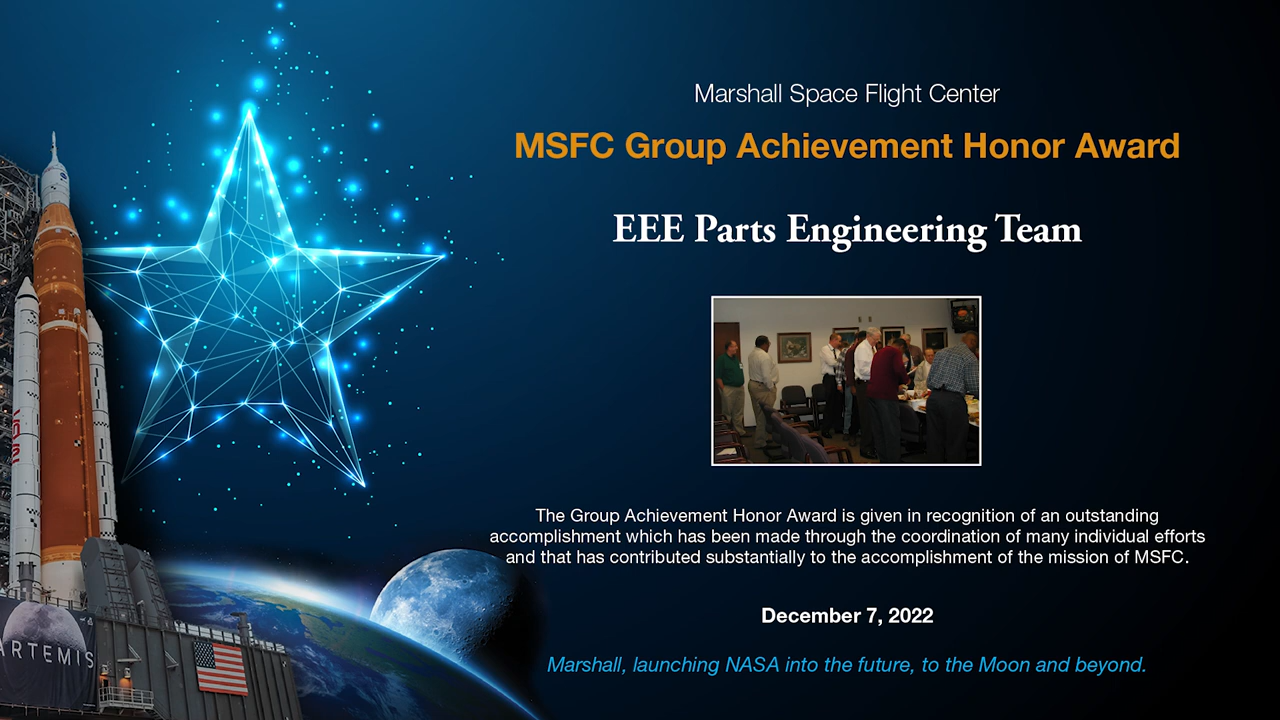 Marshall Space Flight Center
MSFC Group Achievement Honor Award
EEE Parts Engineering Team
The Group Achievement Honor Award is given in recognition of an outstanding
accomplishment which has been made through the coordination of many individual efforts
and that has contributed substantially to the accomplishment of the mission of MSFC.
December 7, 2022
Marshall, launching NASA into the future, to the Moon and beyond.
NASA
ARTEMIS